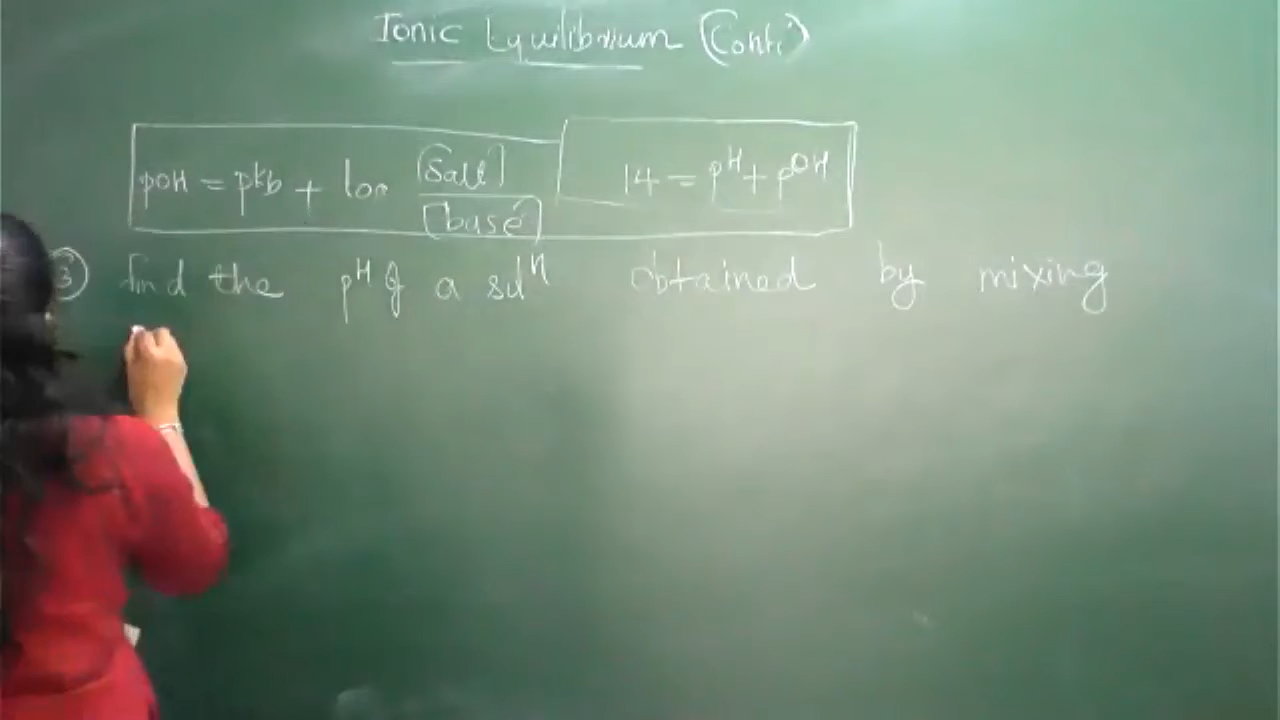 Ionic Equilibrium (Conti)
pOH = pkb + log [Salt] / [base] 14 = pH + pOH
③ find the pH of a solⁿ obtained by mixing